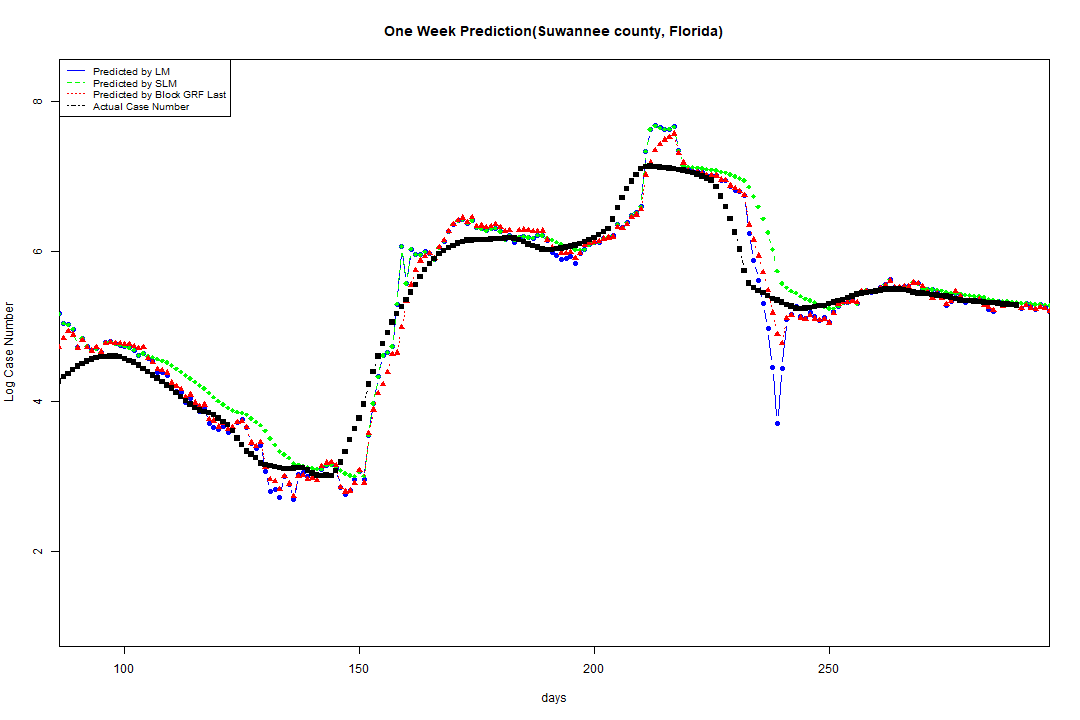 One Week Prediction(Suwannee county, Florida)
Predicted by LM
Predicted by SLM
Predicted by Block GRF Last
Actual Case Number
Log Case Number
8
6
4
2
100 150 200 250
days